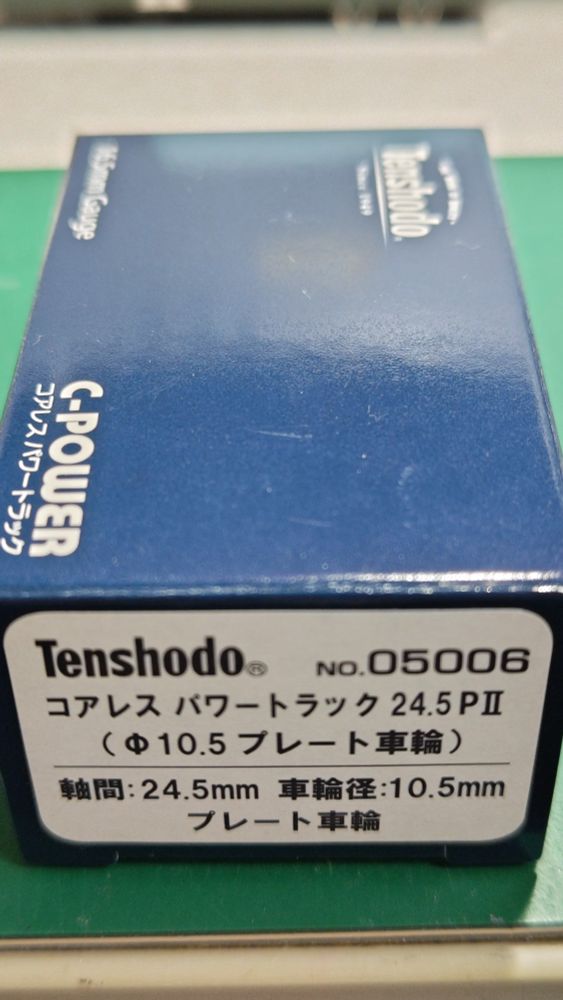 16.5mm Gauge
Tenshodo
Since 1949
C-POWER
コアレスパワートラック
Tenshodo® NO.05006
コアレス パワートラック 24.5PⅡ
(Φ10.5プレート車輪)
軸間:24.5mm 車輪径:10.5mm
プレート車輪